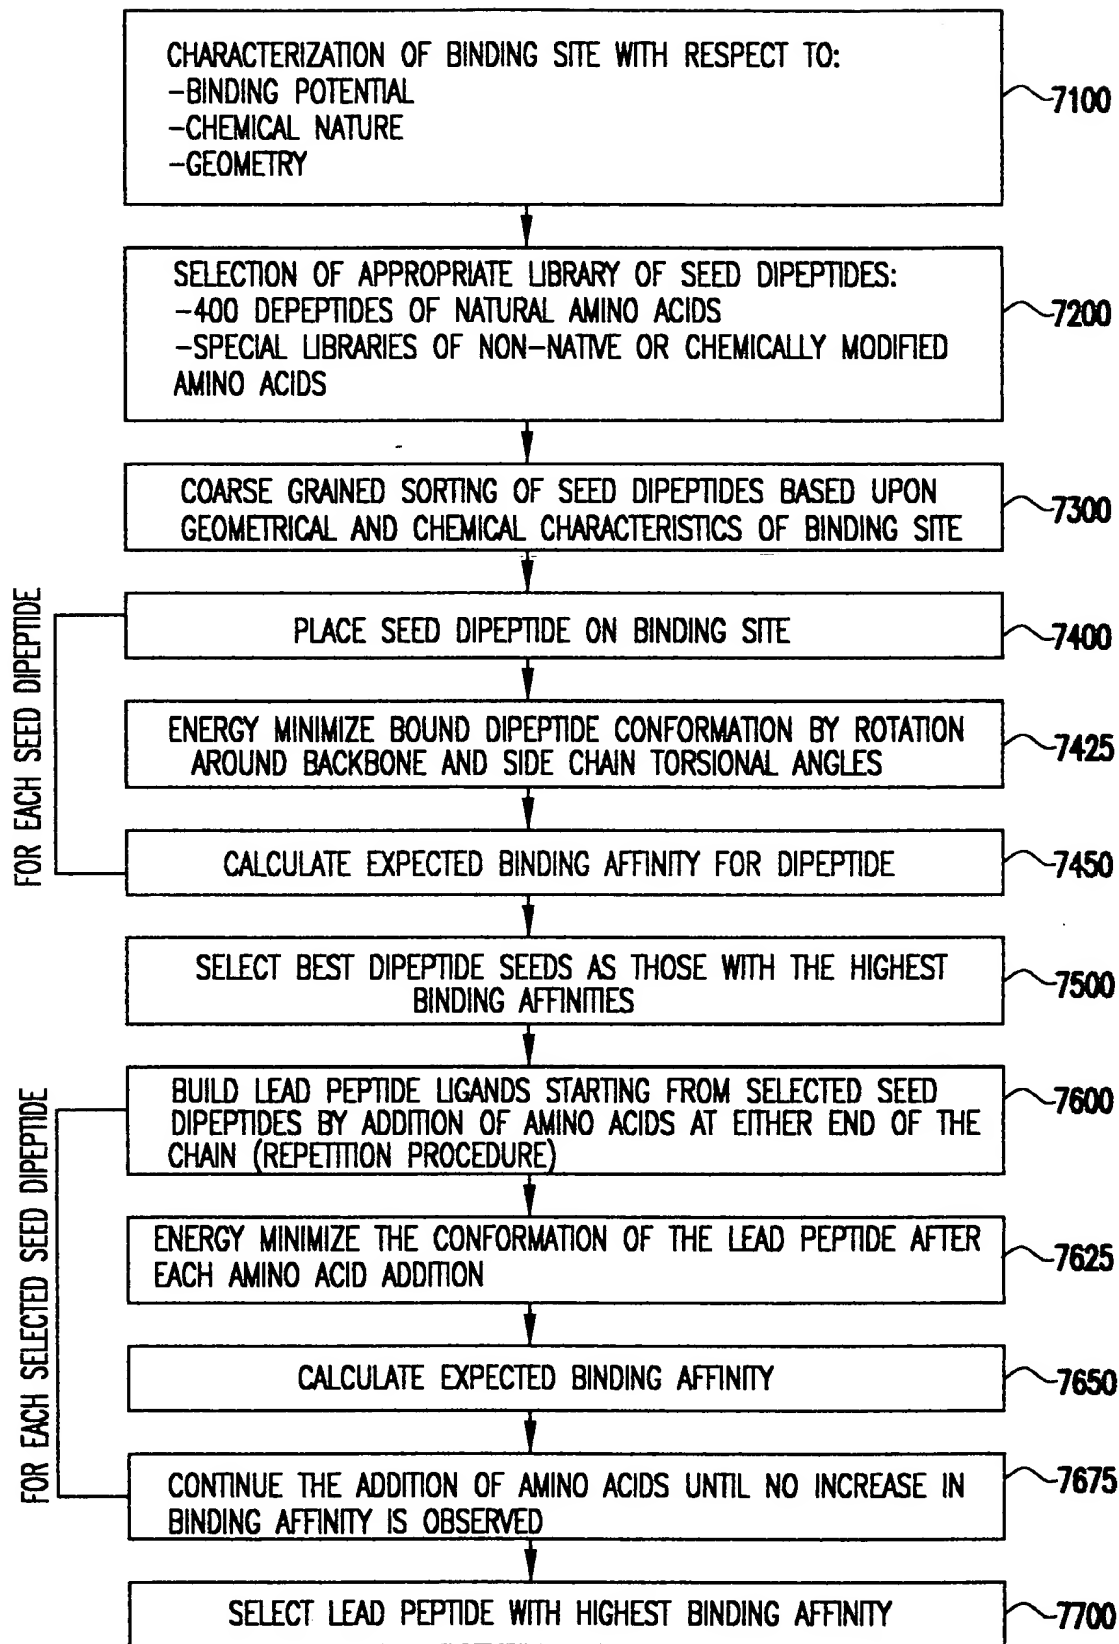 CHARACTERIZATION OF BINDING SITE WITH RESPECT TO:
-BINDING POTENTIAL
-CHEMICAL NATURE
-GEOMETRY
7100
SELECTION OF APPROPRIATE LIBRARY OF SEED DIPEPTIDES:
-400 DEPEPTIDES OF NATURAL AMINO ACIDS
-SPECIAL LIBRARIES OF NON-NATIVE OR CHEMICALLY MODIFIED
AMINO ACIDS
7200
COARSE GRAINED SORTING OF SEED DIPEPTIDES BASED UPON
GEOMETRICAL AND CHEMICAL CHARACTERISTICS OF BINDING SITE
7300
FOR EACH SEED DIPEPTIDE
PLACE SEED DIPEPTIDE ON BINDING SITE
7400
ENERGY MINIMIZE BOUND DIPEPTIDE CONFORMATION BY ROTATION
AROUND BACKBONE AND SIDE CHAIN TORSIONAL ANGLES
7425
CALCULATE EXPECTED BINDING AFFINITY FOR DIPEPTIDE
7450
SELECT BEST DIPEPTIDE SEEDS AS THOSE WITH THE HIGHEST
BINDING AFFINITIES
7500
FOR EACH SELECTED SEED DIPEPTIDE
BUILD LEAD PEPTIDE LIGANDS STARTING FROM SELECTED SEED
DIPEPTIDES BY ADDITION OF AMINO ACIDS AT EITHER END OF THE
CHAIN (REPETITION PROCEDURE)
7600
ENERGY MINIMIZE THE CONFORMATION OF THE LEAD PEPTIDE AFTER
EACH AMINO ACID ADDITION
7625
CALCULATE EXPECTED BINDING AFFINITY
7650
CONTINUE THE ADDITION OF AMINO ACIDS UNTIL NO INCREASE IN
BINDING AFFINITY IS OBSERVED
7675
SELECT LEAD PEPTIDE WITH HIGHEST BINDING AFFINITY
7700